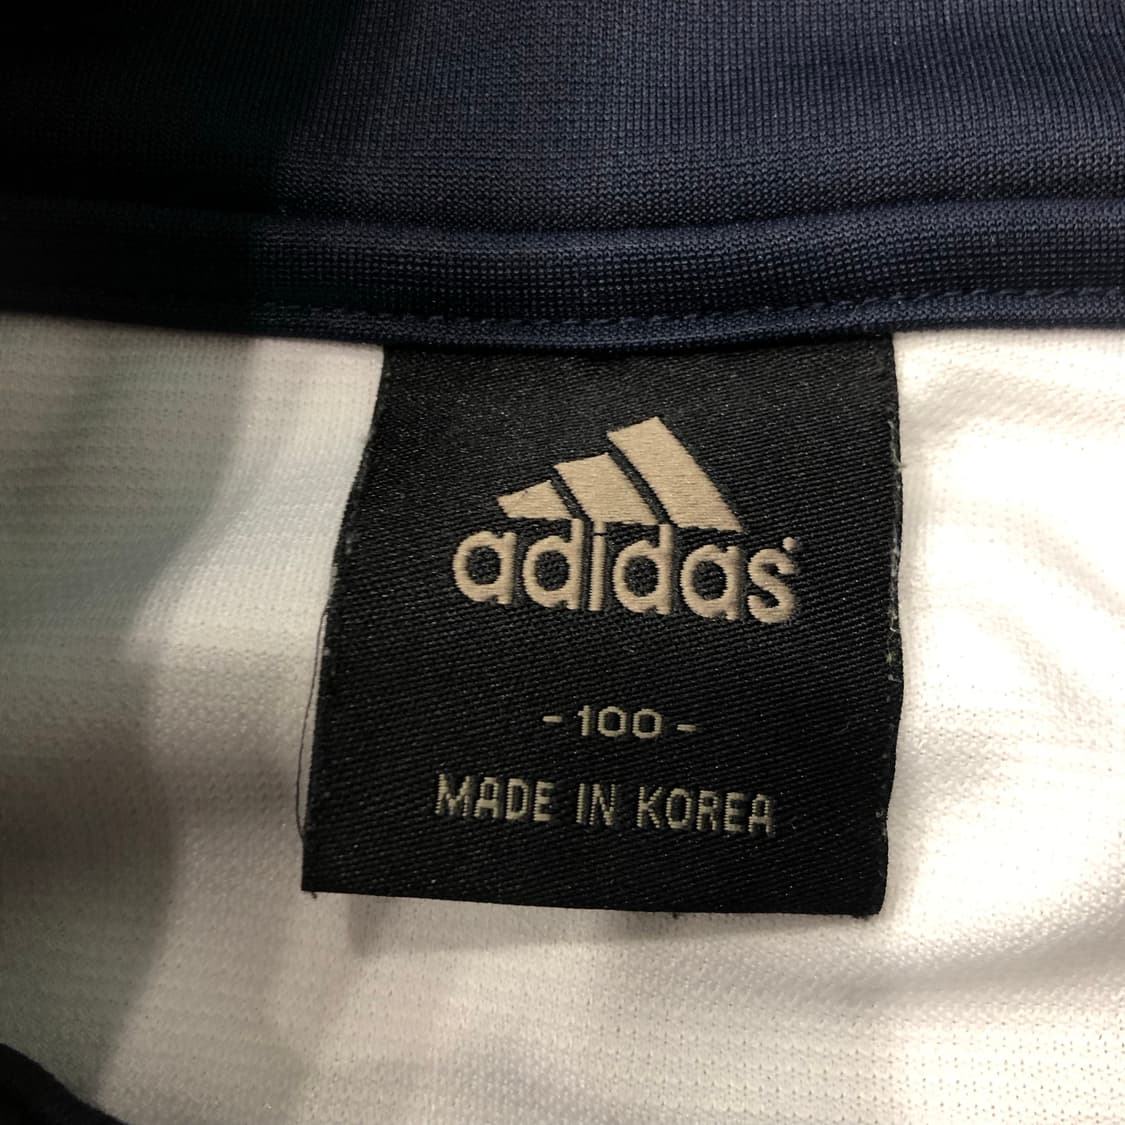 adidas
- 100 -
MADE IN KOREA